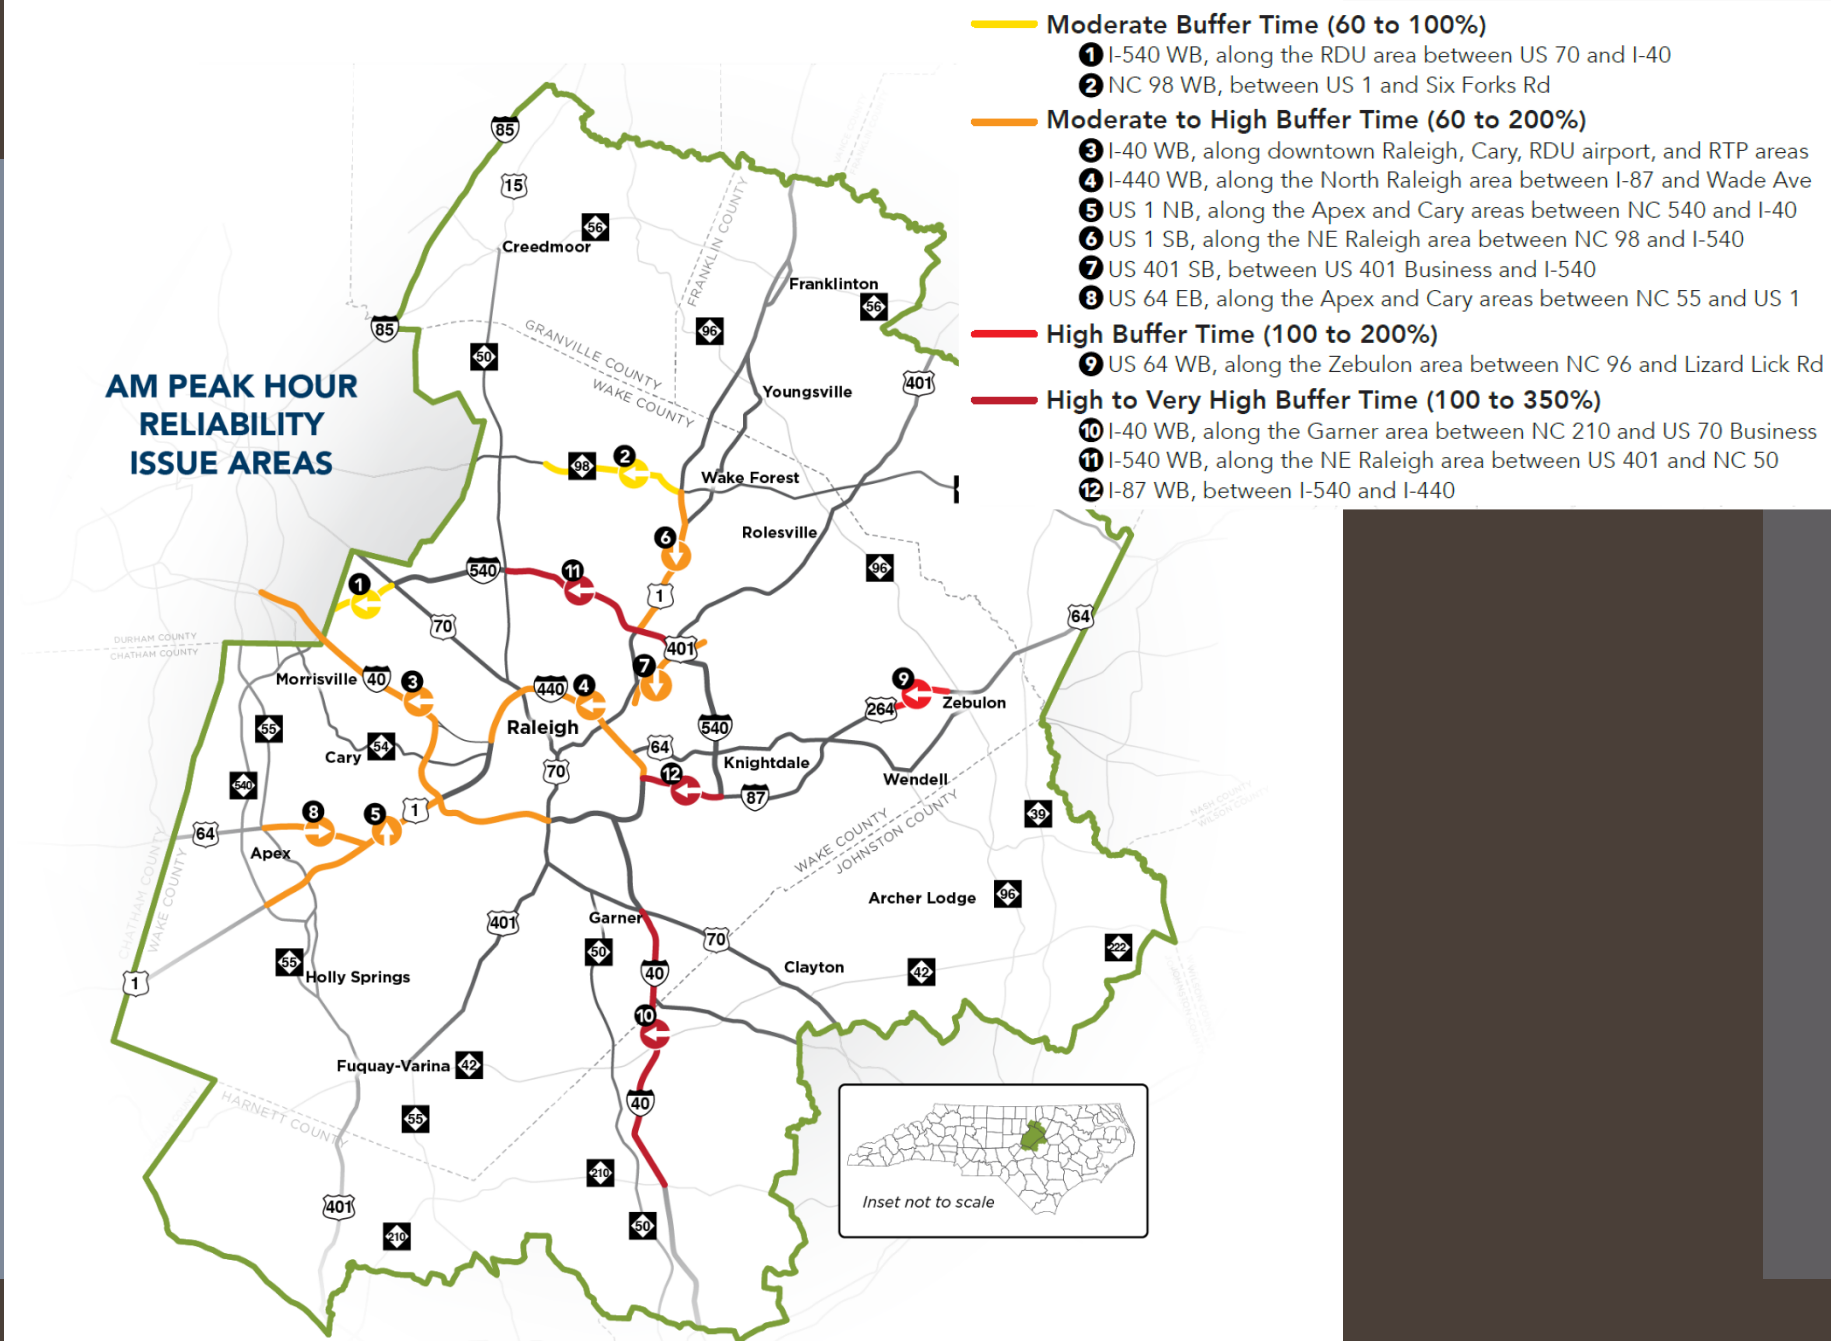 Moderate Buffer Time (60 to 100%)
1 I-540 WB, along the RDU area between US 70 and I-40
2 NC 98 WB, between US 1 and Six Forks Rd
Moderate to High Buffer Time (60 to 200%)
3 I-40 WB, along downtown Raleigh, Cary, RDU airport, and RTP areas
4 I-440 WB, along the North Raleigh area between I-87 and Wade Ave
5 US 1 NB, along the Apex and Cary areas between NC 540 and I-40
6 US 1 SB, along the NE Raleigh area between NC 98 and I-540
7 US 401 SB, between US 401 Business and I-540
8 US 64 EB, along the Apex and Cary areas between NC 55 and US 1
High Buffer Time (100 to 200%)
9 US 64 WB, along the Zebulon area between NC 96 and Lizard Lick Rd
High to Very High Buffer Time (100 to 350%)
10 I-40 WB, along the Garner area between NC 210 and US 70 Business
11 I-540 WB, along the NE Raleigh area between US 401 and NC 50
12 I-87 WB, between I-540 and I-440
AM PEAK HOUR
RELIABILITY
ISSUE AREAS
85
15
56
Creedmoor
FRANKLIN COUNTY
Franklinton
56
85
96
50
GRANVILLE COUNTY
WAKE COUNTY
401
Youngsville
2
98
Wake Forest
6
Rolesville
540
11
96
1
1
64
70
DURHAM COUNTY
CHATHAM COUNTY
401
7
Morrisville
40
3
440
4
9
264
Zebulon
55
Raleigh
540
Cary
54
64
Knightdale
70
12
Wendell
87
540
8
5
1
64
39
Apex
WAKE COUNTY
JOHNSTON COUNTY
NASH COUNTY
WILSON COUNTY
CHATHAM COUNTY
WAKE COUNTY
Archer Lodge
96
401
Garner
50
70
222
55
Holly Springs
1
40
Clayton
42
10
Fuquay-Varina
42
40
55
HARNETT COUNTY
210
401
210
50
Inset not to scale